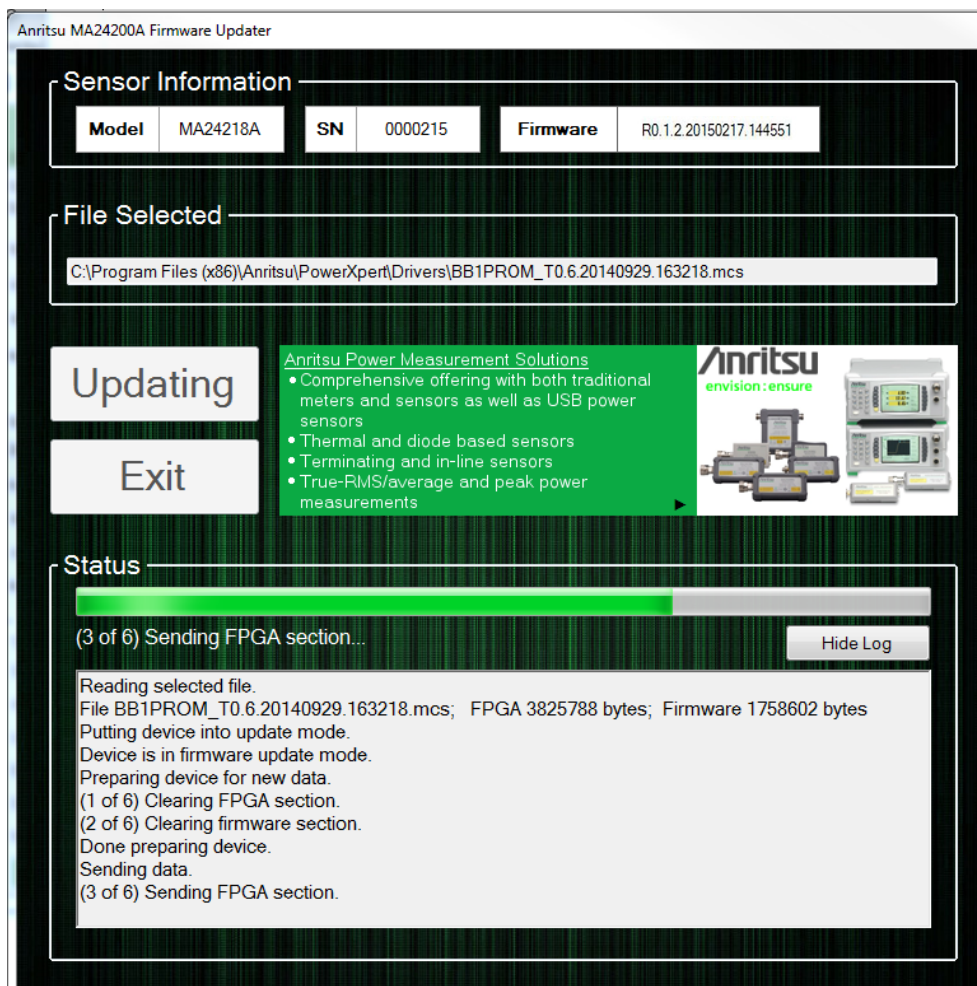 Anritsu MA24200A Firmware Updater
Sensor Information
Model MA24218A SN 0000215 Firmware R0.1.2.20150217.144551
File Selected
C:\Program Files (x86)\Anritsu\PowerXpert\Drivers\BB1PROM_T0.6.20140929.163218.mcs
Updating
Exit
Anritsu Power Measurement Solutions
• Comprehensive offering with both traditional
meters and sensors as well as USB power
sensors
• Thermal and diode based sensors
• Terminating and in-line sensors
• True-RMS/average and peak power
measurements
Anritsu
envision : ensure
Status
(3 of 6) Sending FPGA section...
Hide Log
Reading selected file.
File BB1PROM_T0.6.20140929.163218.mcs; FPGA 3825788 bytes; Firmware 1758602 bytes
Putting device into update mode.
Device is in firmware update mode.
Preparing device for new data.
(1 of 6) Clearing FPGA section.
(2 of 6) Clearing firmware section.
Done preparing device.
Sending data.
(3 of 6) Sending FPGA section.